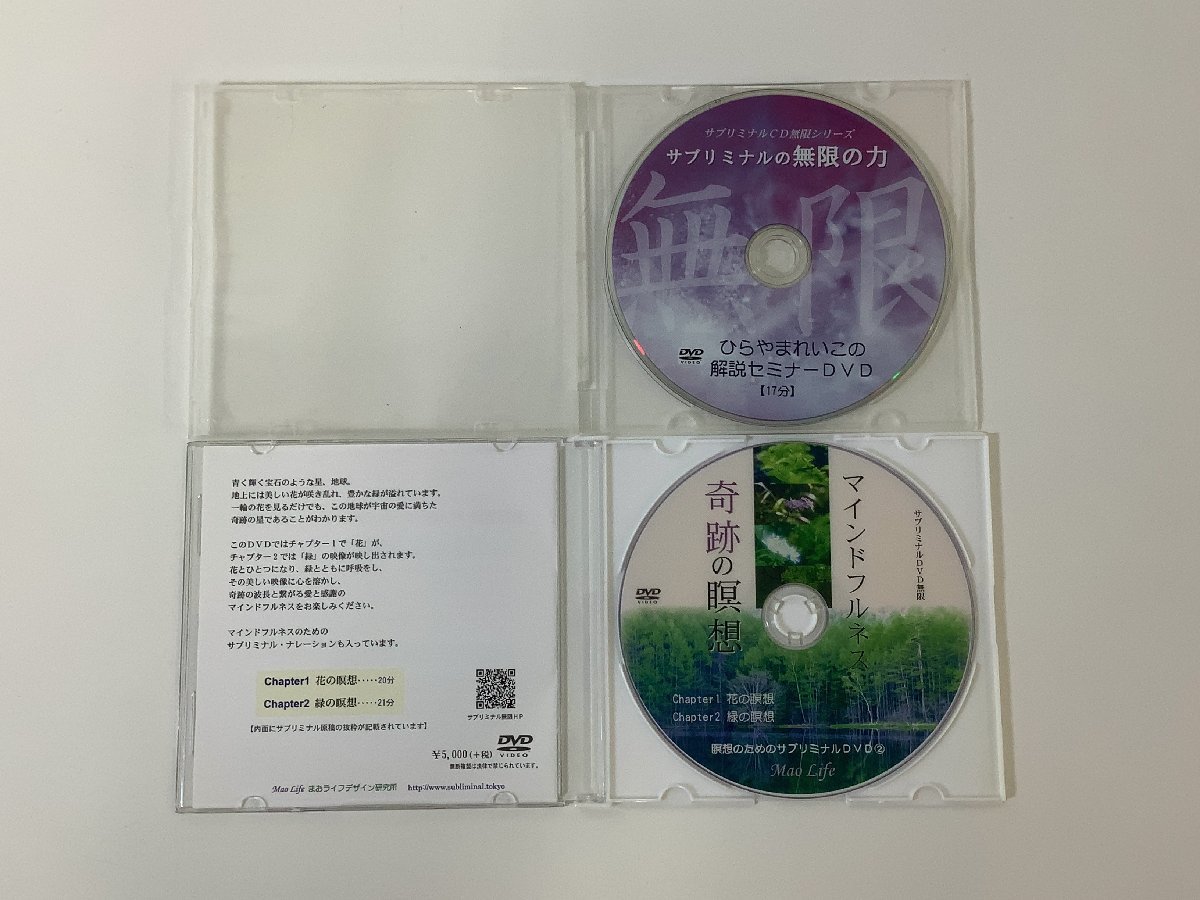 サブリミナルCD無限シリーズ
サブリミナルの無限の力
無限
DVD
VIDEO
ひらやまれいこの
解説セミナーDVD
【17分】
青く輝く宝石のような星、地球。
地上には美しい花が咲き乱れ、豊かな緑が溢れています。
一輪の花を見るだけでも、この地球が宇宙の愛に満ちた
奇跡の星であることがわかります。
このDVDではチャプター1で「花」が、
チャプター2では「緑」の映像が映し出されます。
花とひとつになり、緑とともに呼吸をし、
その美しい映像に心を溶かし、
奇跡の波長と繋がる愛と感謝の
マインドフルネスをお楽しみください。
マインドフルネスのための
サブリミナル・ナレーションも入っています。
Chapter1 花の瞑想‥‥‥20分
Chapter2 緑の瞑想‥‥‥21分
サブリミナル無限HP
【内面にサブリミナル原稿の抜粋が記載されています】
¥5,000(+税)
DVD
VIDEO
無断複製は法律で禁じられています。
Mao Life まおライフデザイン研究所 http://www.subliminal.tokyo
サブリミナルDVD無限
マインドフルネス
奇跡の瞑想
DVD
VIDEO
Chapter1 花の瞑想
Chapter2 緑の瞑想
瞑想のためのサブリミナルDVD②
Mao Life